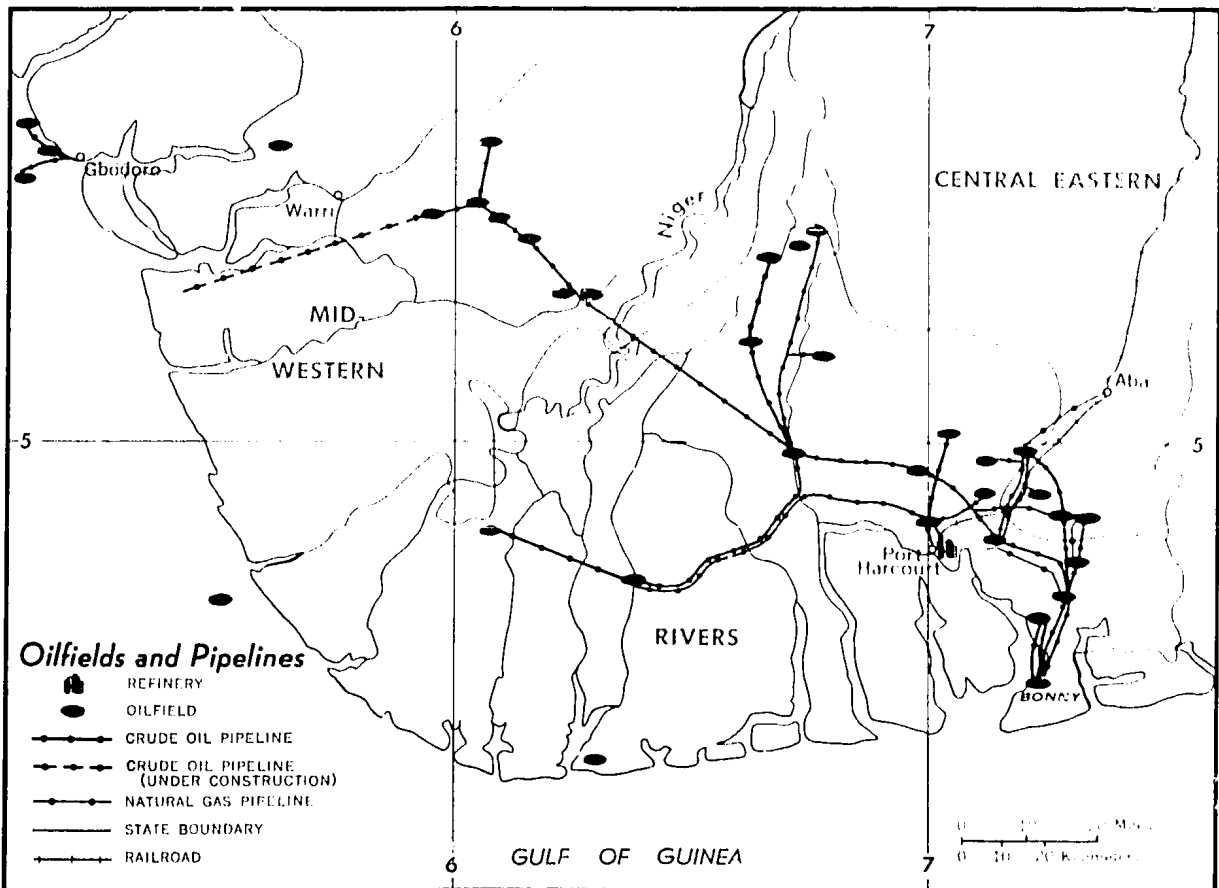 6
7
Gbodoro
Warri
Niger
CENTRAL EASTERN
MID-
WESTERN
Aba
5
5
Port
Harcourt
RIVERS
BONNY
Oilfields and Pipelines
REFINERY
OILFIELD
CRUDE OIL PIPELINE
CRUDE OIL PIPELINE
(UNDER CONSTRUCTION)
NATURAL GAS PIPELINE
STATE BOUNDARY
RAILROAD
6
GULF OF GUINEA
7
0 Miles
0 10 20 Kilometers